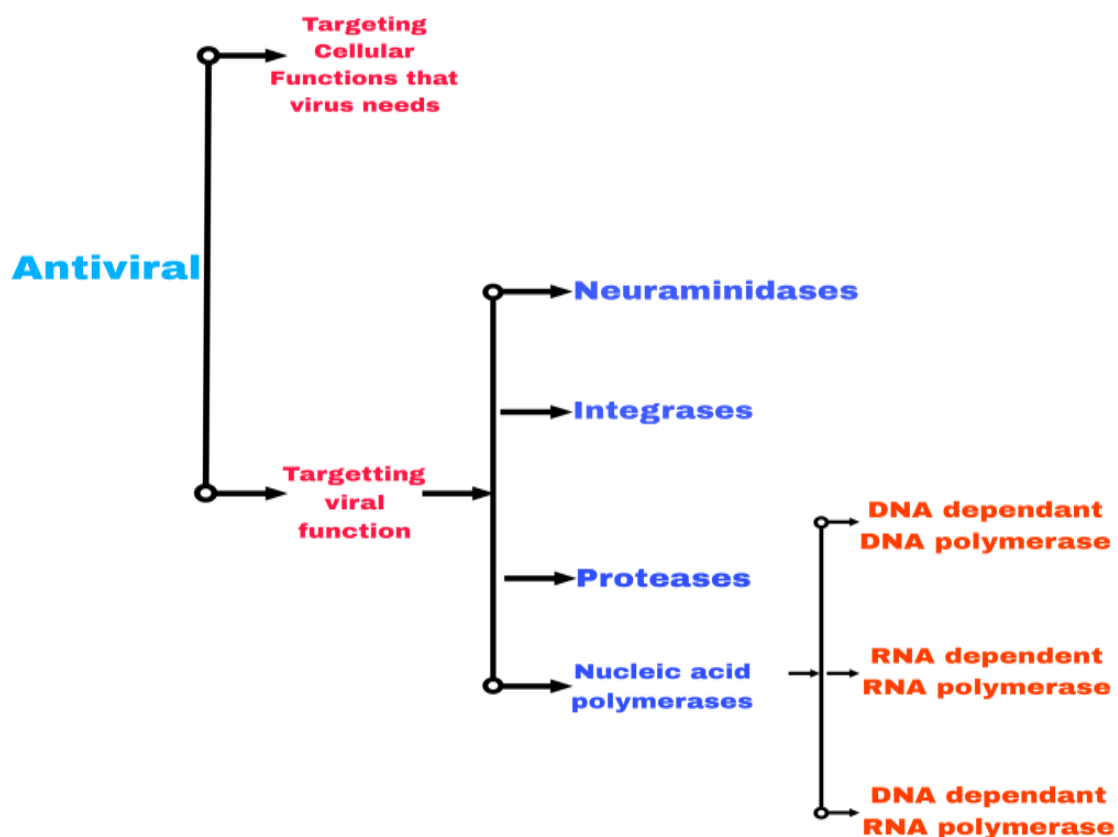 Targeting
Cellular
Functions that
virus needs
Antiviral
Neuraminidases
Integrases
Targetting
viral
function
DNA dependant
DNA polymerase
Proteases
Nucleic acid
polymerases
RNA dependent
RNA polymerase
DNA dependant
RNA polymerase